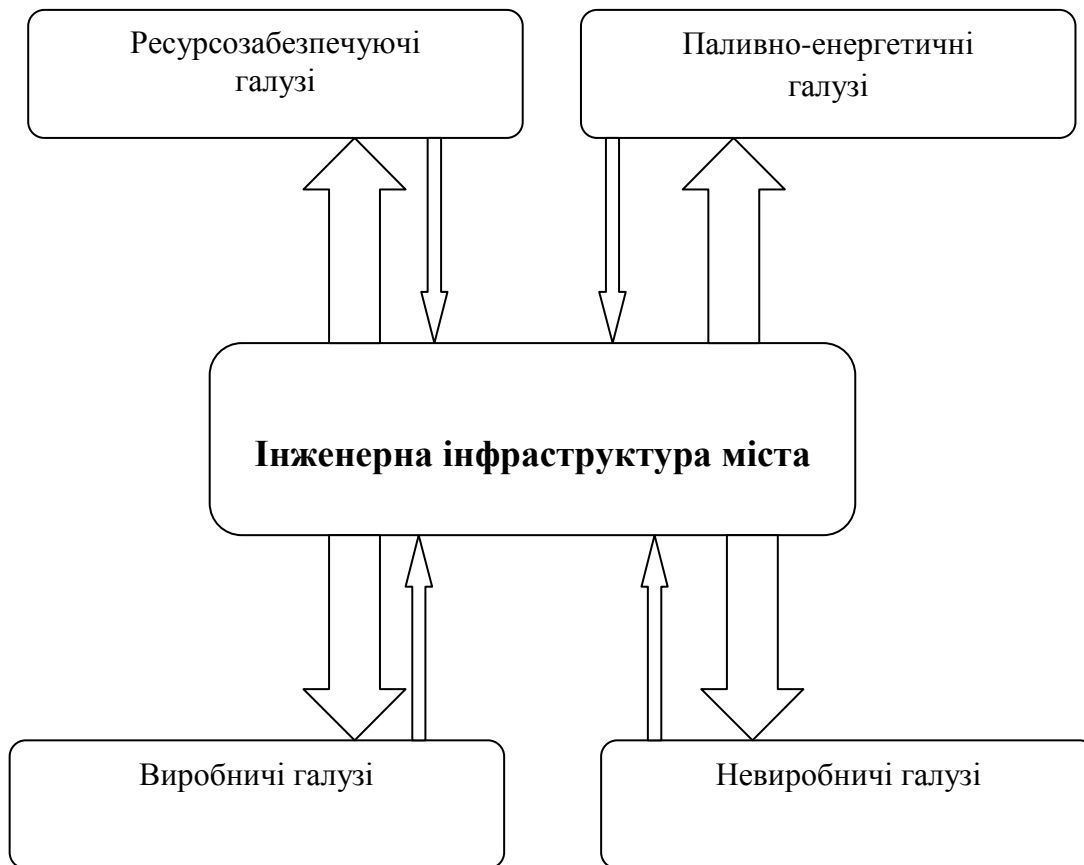 Ресурсозабезпечуючі
галузі
Паливно-енергетичні
галузі
Інженерна інфраструктура міста
Виробничі галузі
Невиробничі галузі